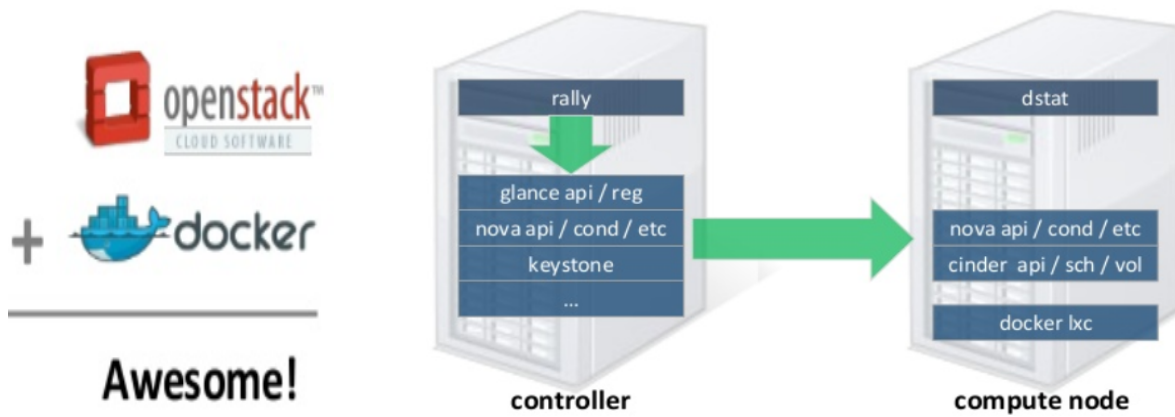 openstack™
CLOUD SOFTWARE
+ docker
Awesome!
rally
glance api / reg
nova api / cond / etc
keystone
...
controller
dstat
nova api / cond / etc
cinder api / sch / vol
docker lxc
compute node